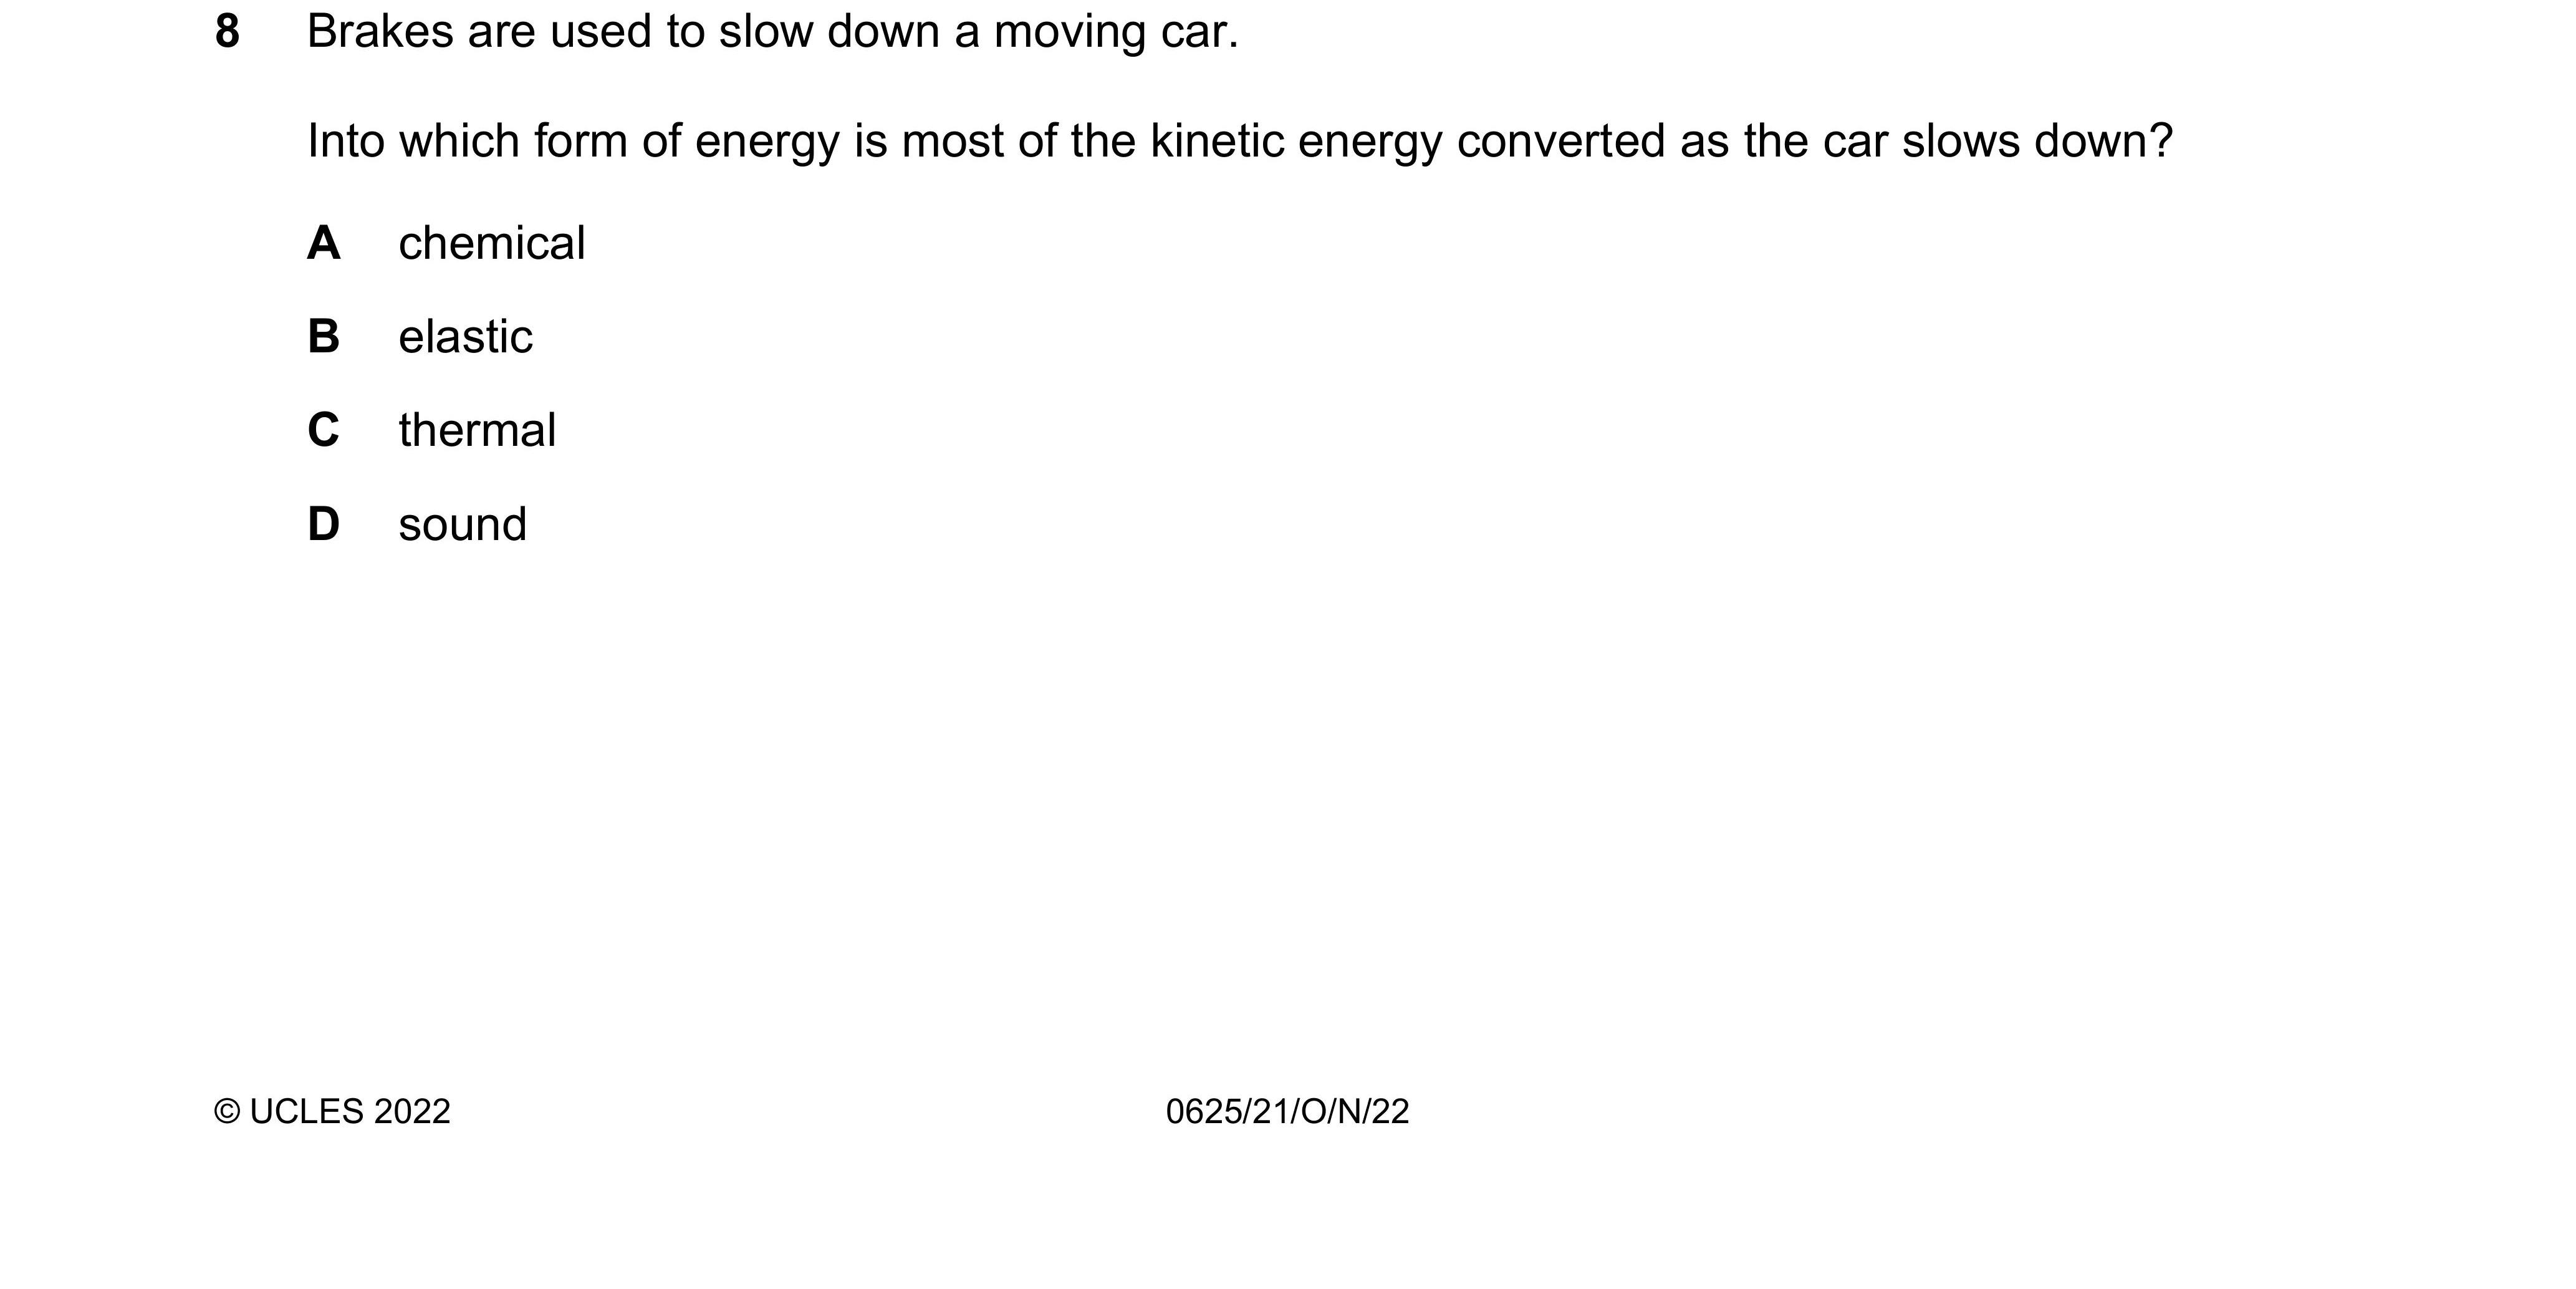 8 Brakes are used to slow down a moving car.
Into which form of energy is most of the kinetic energy converted as the car slows down?
A chemical
B elastic
C thermal
D sound
© UCLES 2022 0625/21/O/N/22